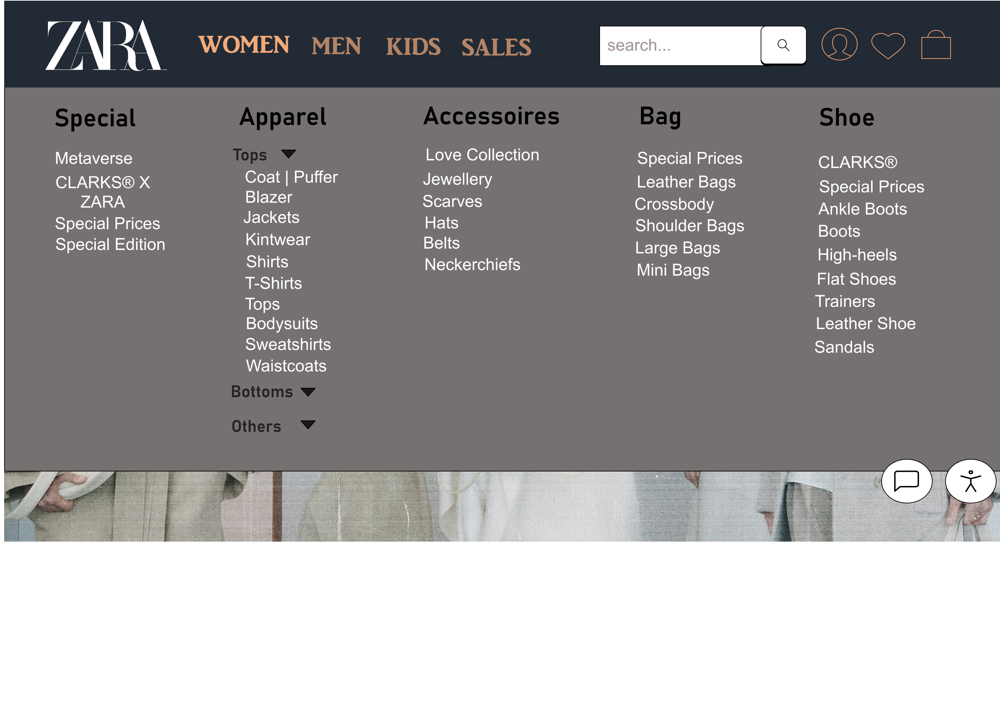 ZARA
WOMEN MEN KIDS SALES
search...
Special
Metaverse
CLARKS® X
ZARA
Special Prices
Special Edition
Apparel
Tops
Coat | Puffer
Blazer
Jackets
Kintwear
Shirts
T-Shirts
Tops
Bodysuits
Sweatshirts
Waistcoats
Bottoms
Others
Accessoires
Love Collection
Jewellery
Scarves
Hats
Belts
Neckerchiefs
Bag
Special Prices
Leather Bags
Crossbody
Shoulder Bags
Large Bags
Mini Bags
Shoe
CLARKS®
Special Prices
Ankle Boots
Boots
High-heels
Flat Shoes
Trainers
Leather Shoe
Sandals